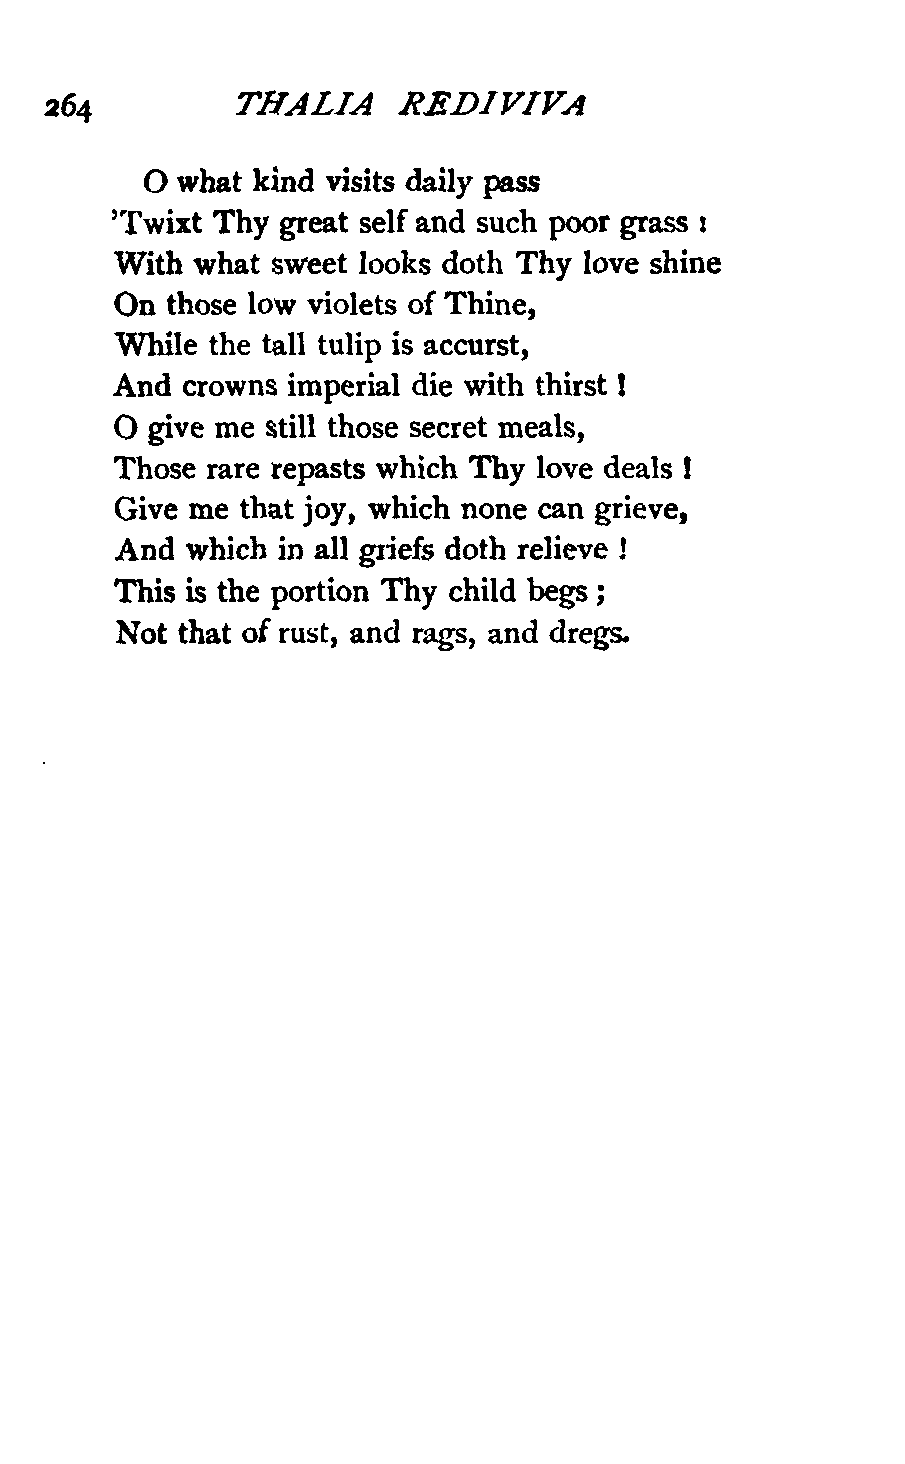 264 THALIA REDIVIVA
O what kind visits daily pass
'Twixt Thy great self and such poor grass :
With what sweet looks doth Thy love shine
On those low violets of Thine,
While the tall tulip is accurst,
And crowns imperial die with thirst !
O give me still those secret meals,
Those rare repasts which Thy love deals !
Give me that joy, which none can grieve,
And which in all griefs doth relieve !
This is the portion Thy child begs ;
Not that of rust, and rags, and dregs.